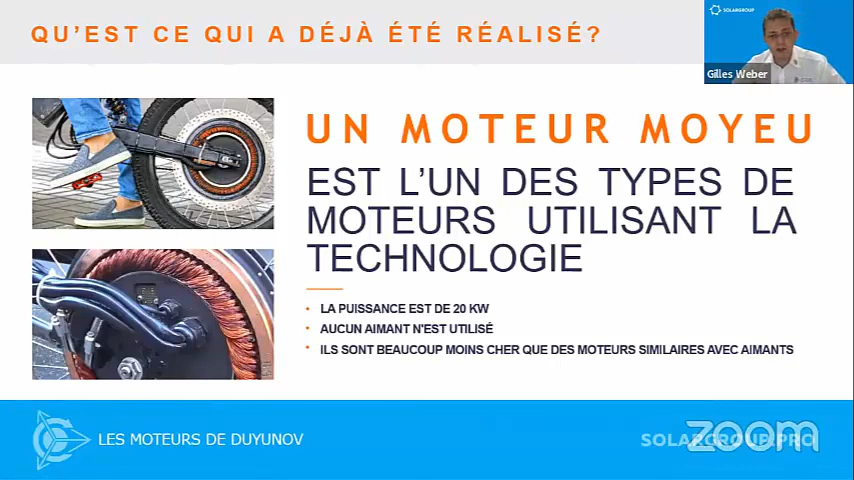 QU'EST CE QUI A DÉJÀ ÉTÉ RÉALISÉ?
SOLARGROUP
Gilles Weber
UN MOTEUR MOYEU
EST L'UN DES TYPES DE
MOTEURS UTILISANT LA
TECHNOLOGIE
• LA PUISSANCE EST DE 20 KW
• AUCUN AIMANT N'EST UTILISÉ
• ILS SONT BEAUCOUP MOINS CHER QUE DES MOTEURS SIMILAIRES AVEC AIMANTS
LES MOTEURS DE DUYUNOV
SOLARGROUP.PRO
zoom